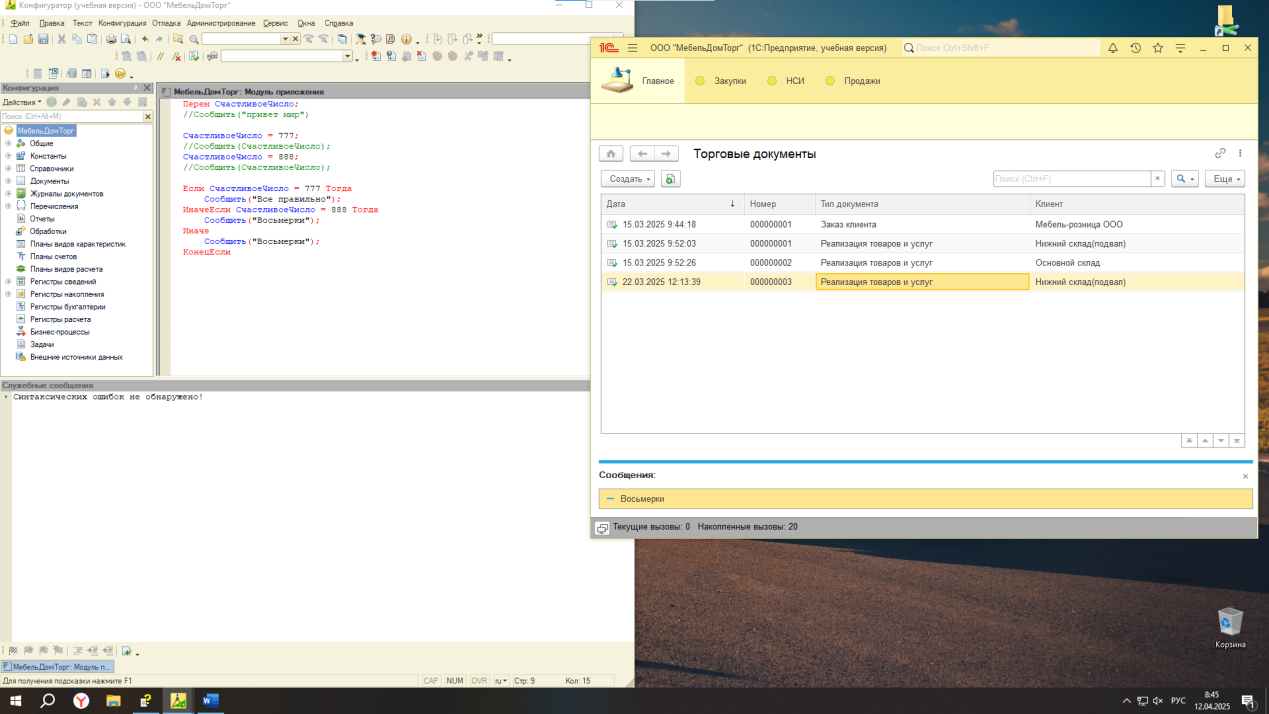 Конфигуратор (учебная версия) - ООО "МебельДомТорг"
Файл Правка Текст Конфигурация Отладка Администрирование Сервис Окна Справка
Конфигурация
Действия
Поиск (Ctrl+Alt+M)
МебельДомТорг
Общие
Константы
Справочники
Документы
Журналы документов
Перечисления
Отчеты
Обработки
Планы видов характеристик
Планы счетов
Планы видов расчета
Регистры сведений
Регистры накопления
Регистры бухгалтерии
Регистры расчета
Бизнес-процессы
Задачи
Внешние источники данных
МебельДомТорг: Модуль приложения
Перем СчастливоеЧисло;
//Сообщить("привет мир")
СчастливоеЧисло = 777;
//Сообщить(СчастливоеЧисло);
СчастливоеЧисло = 888;
//Сообщить(СчастливоеЧисло);
Если СчастливоеЧисло = 777 Тогда
Сообщить("Все правильно");
ИначеЕсли СчастливоеЧисло = 888 Тогда
Сообщить("Восьмерки");
Иначе
Сообщить("Восьмерки");
КонецЕсли
Служебные сообщения
Синтаксических ошибок не обнаружено!
МебельДомТорг: Модуль п...
Для получения подсказки нажмите F1
CAP NUM OVR ru Стр: 9 Кол: 15
ООО "МебельДомТорг" (1С:Предприятие, учебная версия)
Поиск Ctrl+Shift+F
Главное Закупки НСИ Продажи
Торговые документы
Создать
Поиск (Ctrl+F)
×
Еще
Дата ↓ Номер Тип документа Клиент
15.03.2025 9:44:18 000000001 Заказ клиента Мебель-розница ООО
15.03.2025 9:52:03 000000001 Реализация товаров и услуг Нижний склад(подвал)
15.03.2025 9:52:26 000000002 Реализация товаров и услуг Основной склад
22.03.2025 12:13:39 000000003 Реализация товаров и услуг Нижний склад(подвал)
Сообщения:
— Восьмерки
Текущие вызовы: 0 Накопленные вызовы: 20
Корзина
РУС
8:45
12.04.2025
1